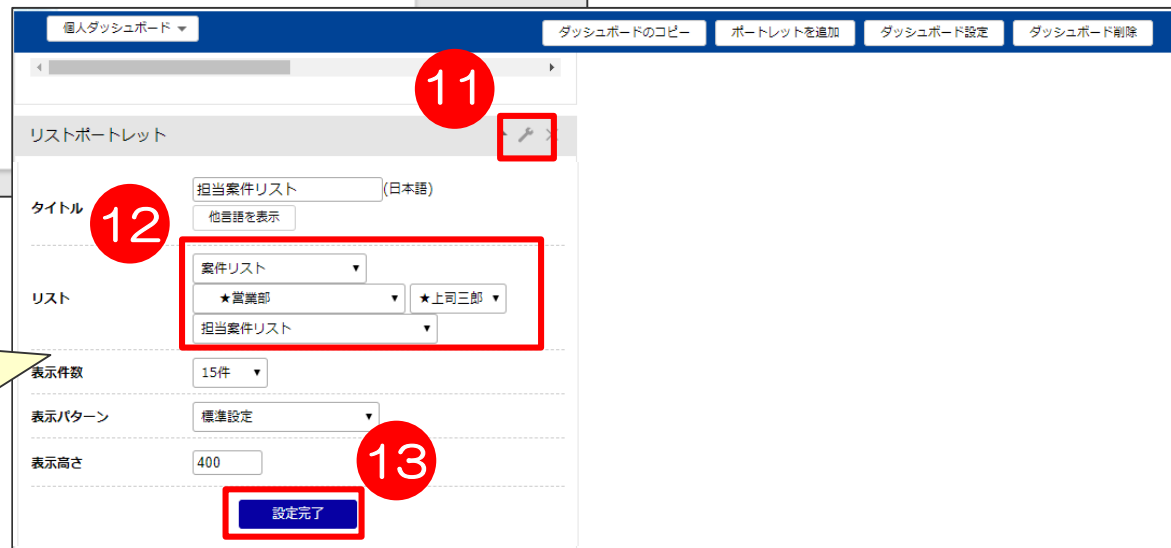 個人ダッシュボード ▼ ダッシュボードのコピー ポートレットを追加 ダッシュボード設定 ダッシュボード削除
11
リストポートレット
タイトル 担当案件リスト (日本語)
他言語を表示
12
案件リスト ▼
リスト ★営業部 ▼ ★上司三郎 ▼
担当案件リスト ▼
表示件数 15件 ▼
表示パターン 標準設定 ▼
表示高さ 400
13
設定完了